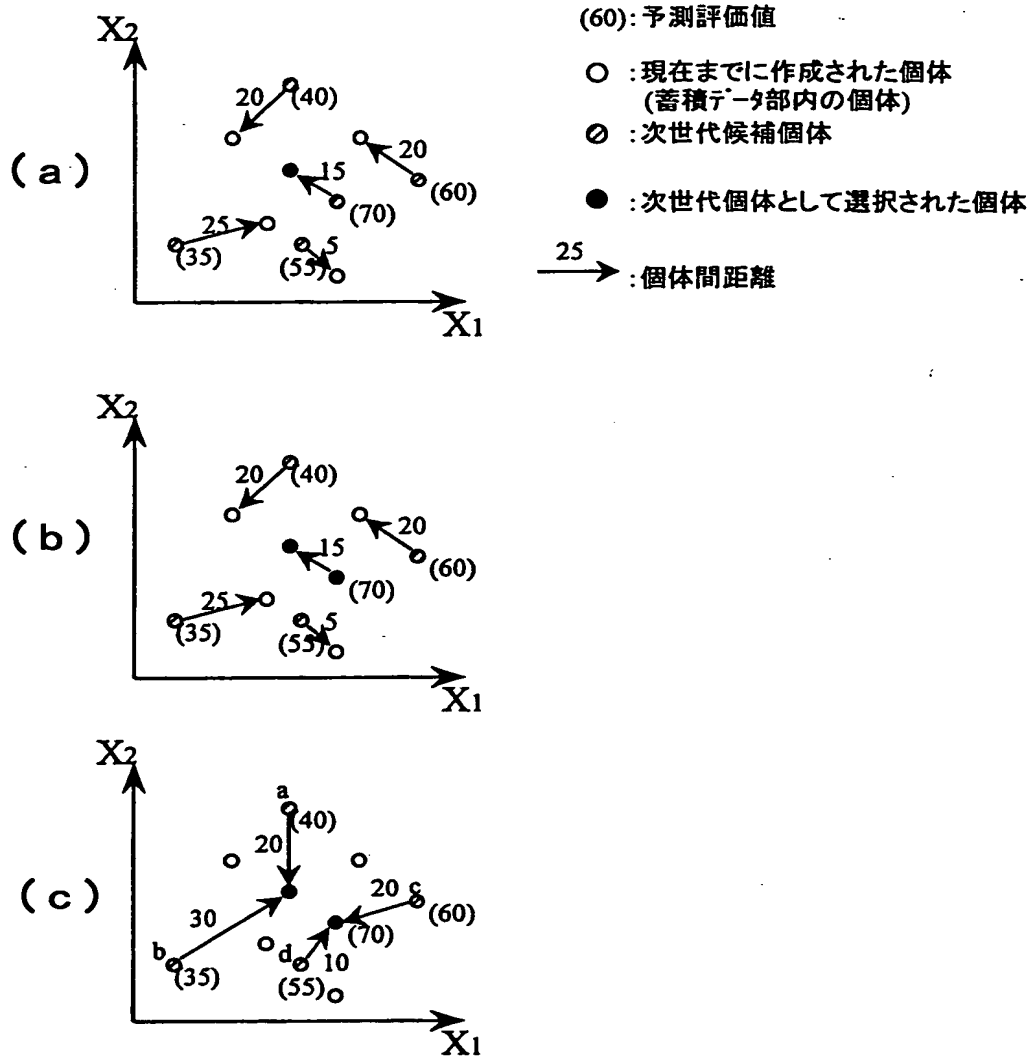 (60):予測評価値
:現在までに作成された個体
(蓄積データ部内の個体)
:次世代候補個体
:次世代個体として選択された個体
25
:個体間距離
(a)
X2
20
(40)
20
(60)
15
(70)
25
(35)
5
(55)
X1
(b)
X2
20
(40)
20
(60)
15
(70)
25
(35)
5
(55)
X1
(c)
X2
a
(40)
20
20 c
(60)
30
(70)
b
(35)
d
10
(55)
X1